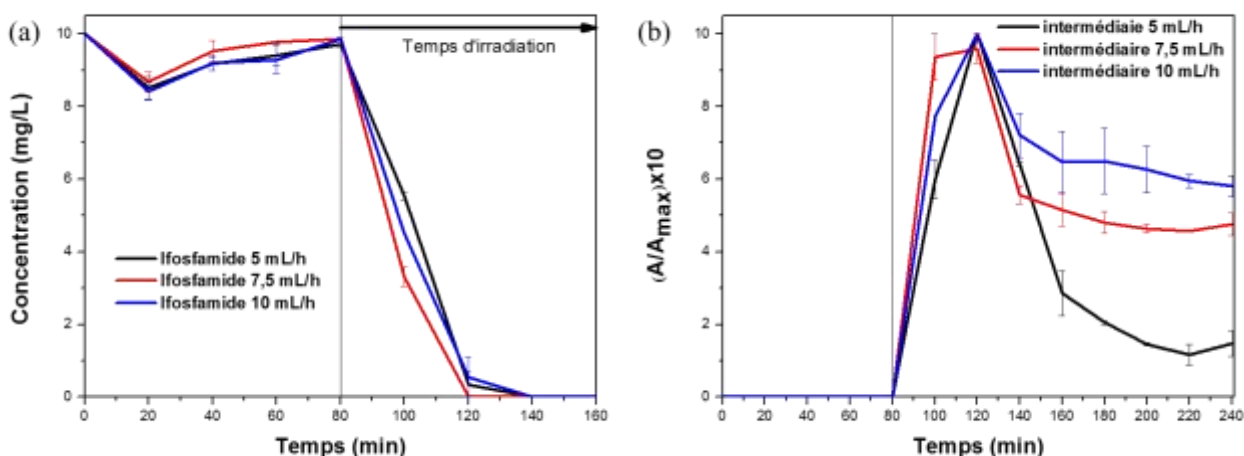 (a)
Concentration (mg/L)
10
8
6
4
2
0
Temps d'irradiation
Ifosfamide 5 mL/h
Ifosfamide 7,5 mL/h
Ifosfamide 10 mL/h
0 20 40 60 80 100 120 140 160
Temps (min)
(b)
(A/Amax)x10
10
8
6
4
2
0
intermédiaie 5 mL/h
intermédiaire 7,5 mL/h
intermédiaire 10 mL/h
0 20 40 60 80 100 120 140 160 180 200 220 240
Temps (min)